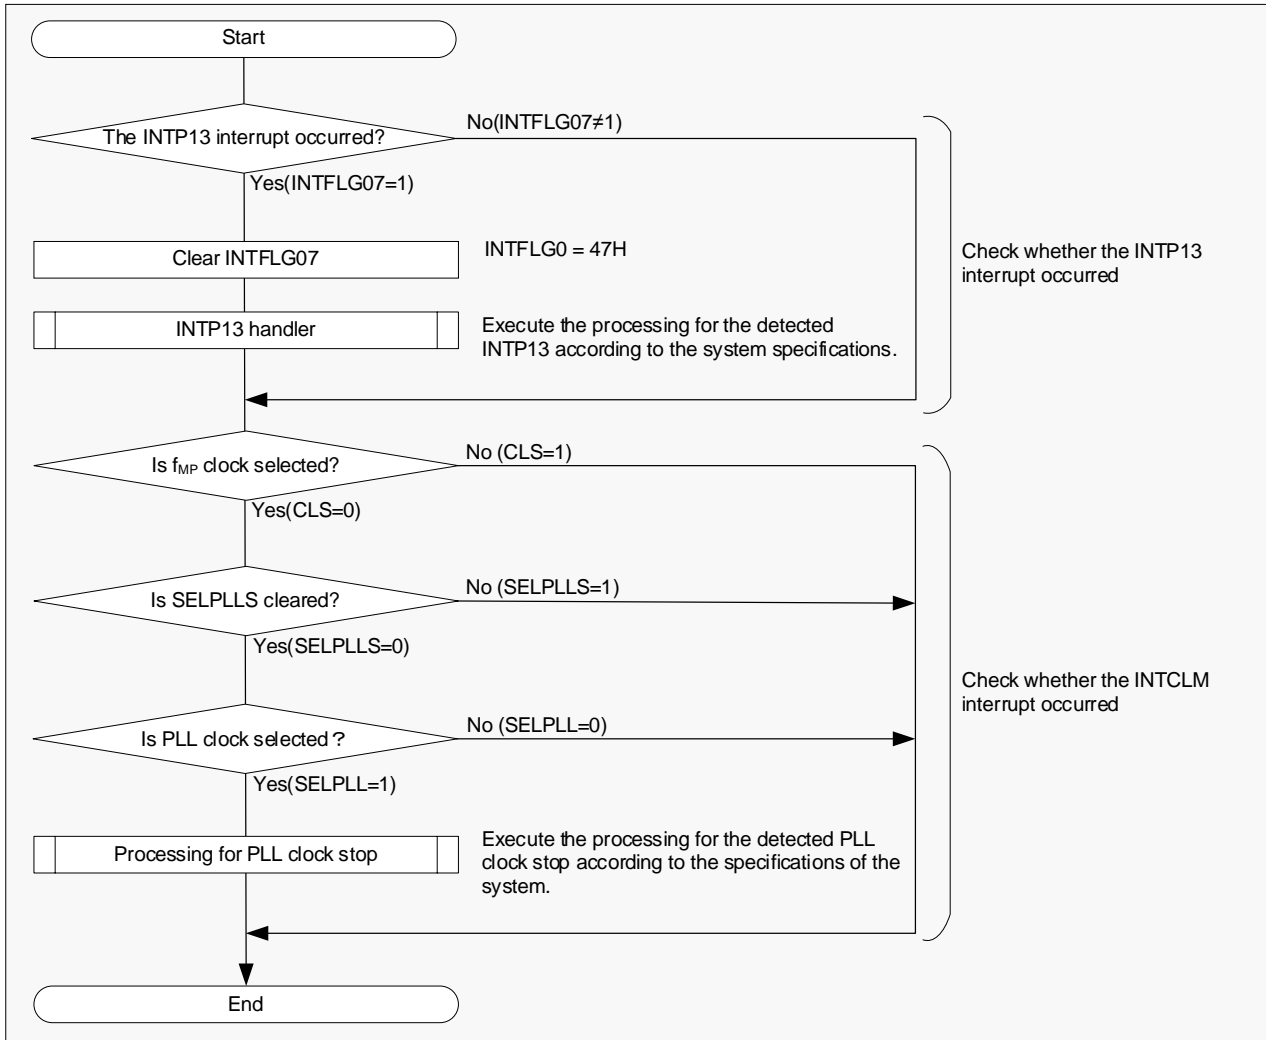 Start
The INTP13 interrupt occurred?
No(INTFLG07≠1)
Yes(INTFLG07=1)
Clear INTFLG07
INTFLG0 = 47H
Check whether the INTP13
interrupt occurred
INTP13 handler
Execute the processing for the detected
INTP13 according to the system specifications.
Is fMP clock selected?
No (CLS=1)
Yes(CLS=0)
Is SELPLLS cleared?
No (SELPLLS=1)
Yes(SELPLLS=0)
Check whether the INTCLM
interrupt occurred
Is PLL clock selected ?
No (SELPLL=0)
Yes(SELPLL=1)
Processing for PLL clock stop
Execute the processing for the detected PLL
clock stop according to the specifications of the
system.
End